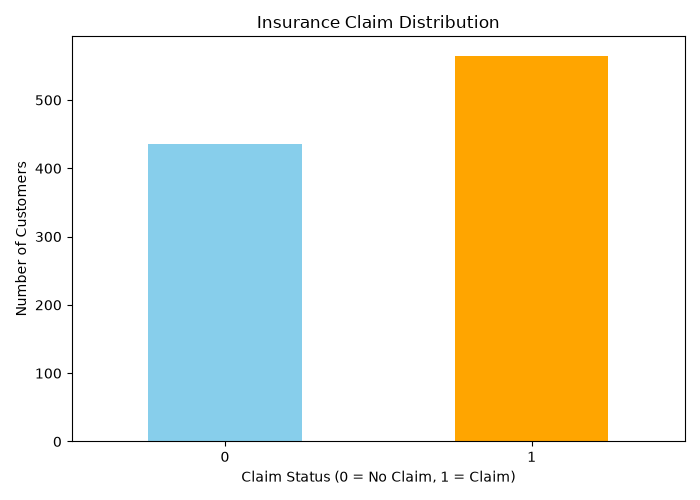 Insurance Claim Distribution
Number of Customers
500
400
300
200
100
0
0
1
Claim Status (0 = No Claim, 1 = Claim)